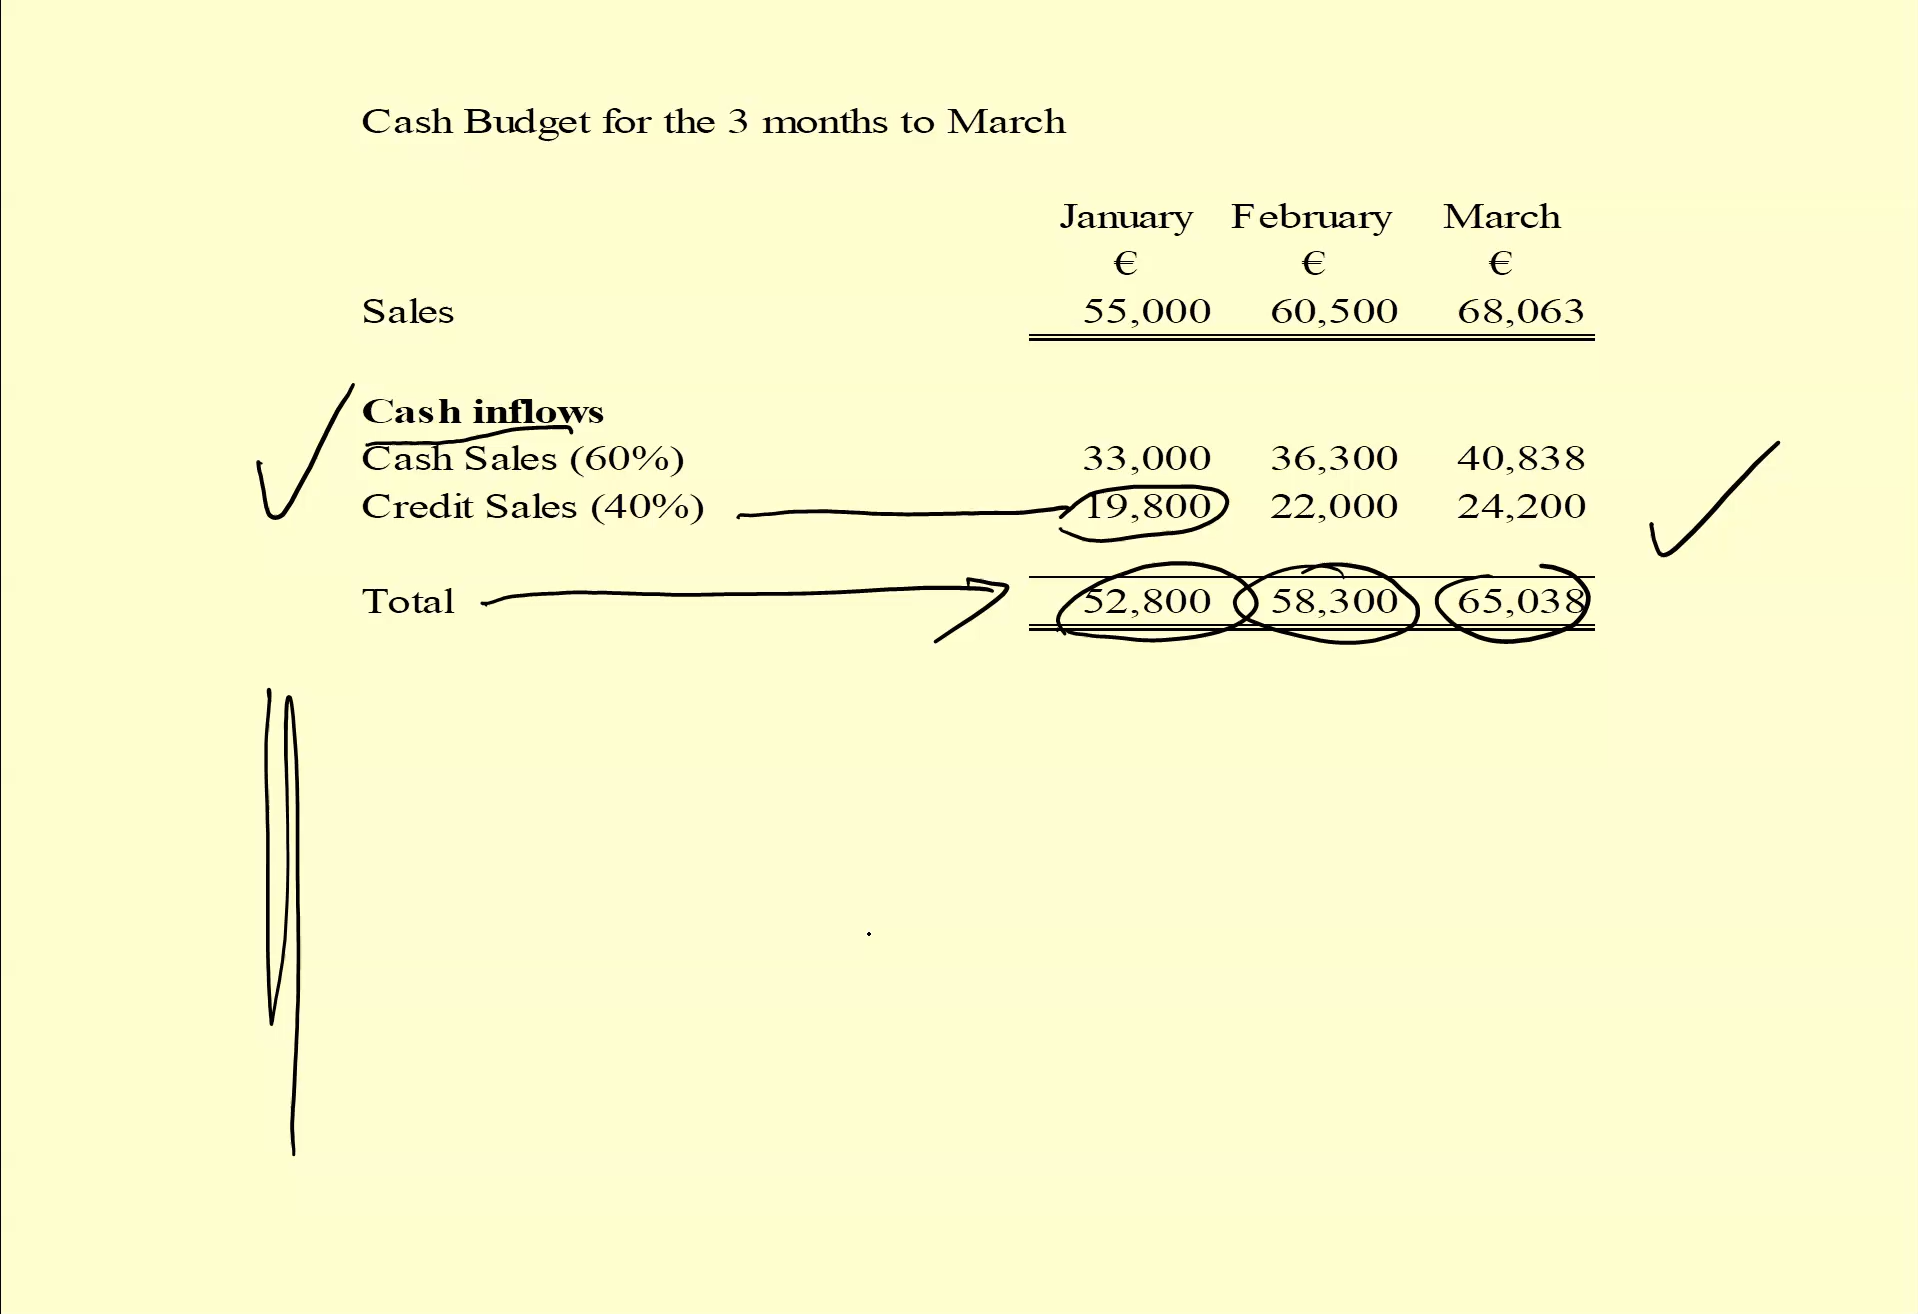 Cash Budget for the 3 months to March
January February March
€ € €
Sales 55,000 60,500 68,063
Cash inflows
Cash Sales (60%) 33,000 36,300 40,838
Credit Sales (40%) 19,800 22,000 24,200
Total 52,800 58,300 65,038